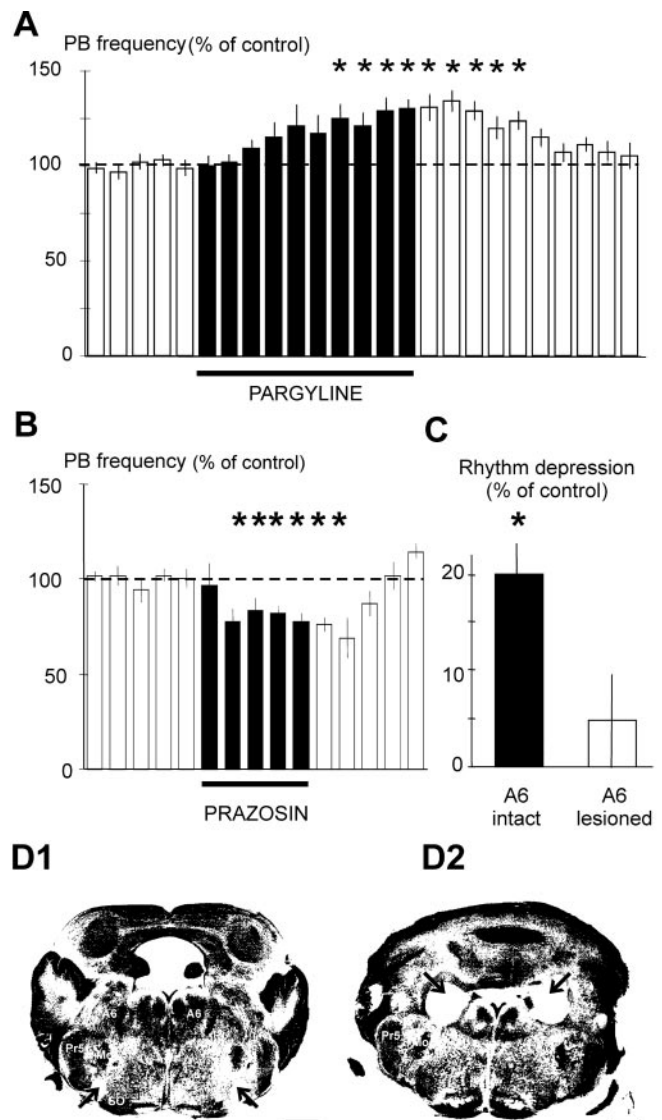 A
PB frequency (% of control)
150
* * * * * * * * *
100
50
0
PARGYLINE
B
PB frequency (% of control)
150
* * * * * *
100
50
0
PRAZOSIN
C
Rhythm depression
(% of control)
*
20
10
0
A6
intact
A6
lesioned
D1
A6
A6
Pr5
Mo
SO
D2
Pr5
Mo